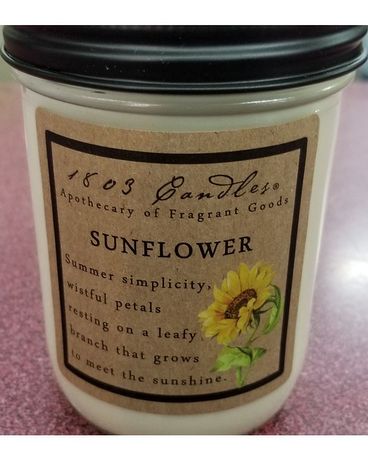 1803 Candles®
Apothecary of Fragrant Goods
SUNFLOWER
Summer simplicity,
wistful petals
resting on a leafy
branch that grows
to meet the sunshine.